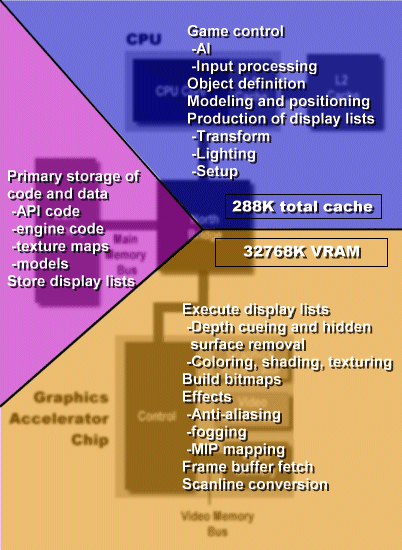 CPU
Game control
-AI
-Input processing
Object definition
Modeling and positioning
Production of display lists
-Transform
-Lighting
-Setup
CPU Core
L2
Cache
288K total cache
Primary storage of
code and data
-API code
-engine code
-texture maps
-models
Store display lists
Main
Memory
Bus
North
Bridge
32768K VRAM
Execute display lists
-Depth cueing and hidden
surface removal
-Coloring, shading, texturing
Build bitmaps
Effects
-Anti-aliasing
-fogging
-MIP mapping
Frame buffer fetch
Scanline conversion
Graphics
Accelerator
Chip
Control
Video
Video Memory
Bus